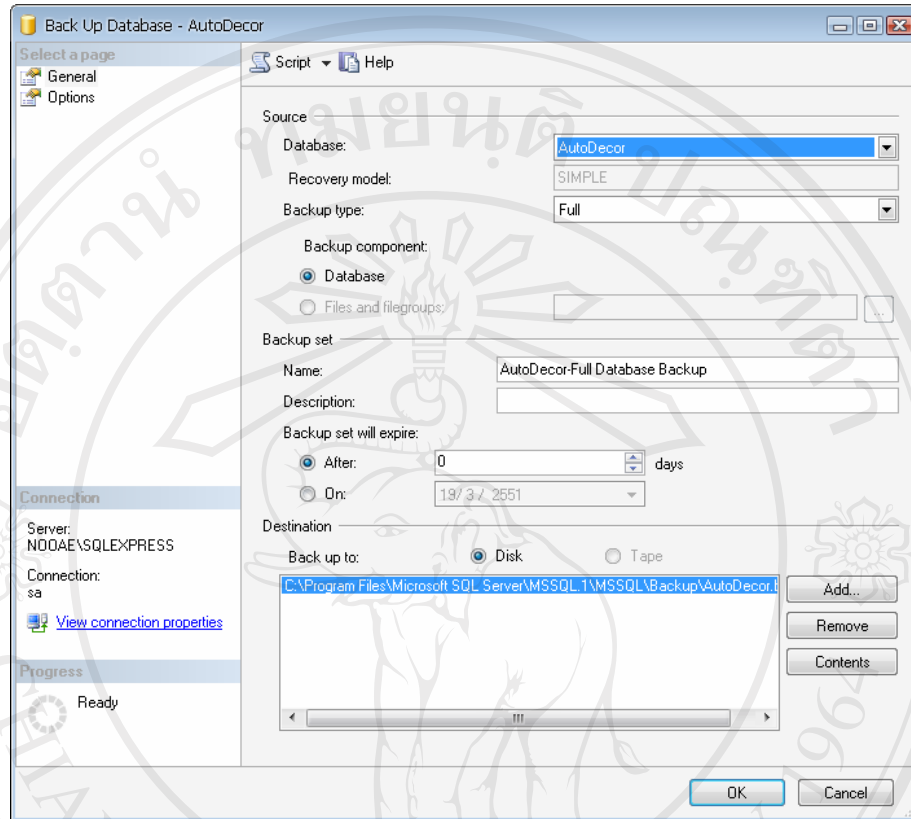 Back Up Database - AutoDecor
Select a page
General
Options
Script Help
Source
Database: AutoDecor
Recovery model: SIMPLE
Backup type: Full
Backup component:
Database
Files and filegroups: ...
Backup set
Name: AutoDecor-Full Database Backup
Description:
Backup set will expire:
After: 0 days
On: 19/ 3 / 2551
Connection
Server:
NOOAE\SQLEXPRESS
Connection:
sa
View connection properties
Destination
Back up to: Disk Tape
C:\Program Files\Microsoft SQL Server\MSSQL.1\MSSQL\Backup\AutoDecor.b
Add...
Remove
Contents
Progress
Ready
OK Cancel
1964